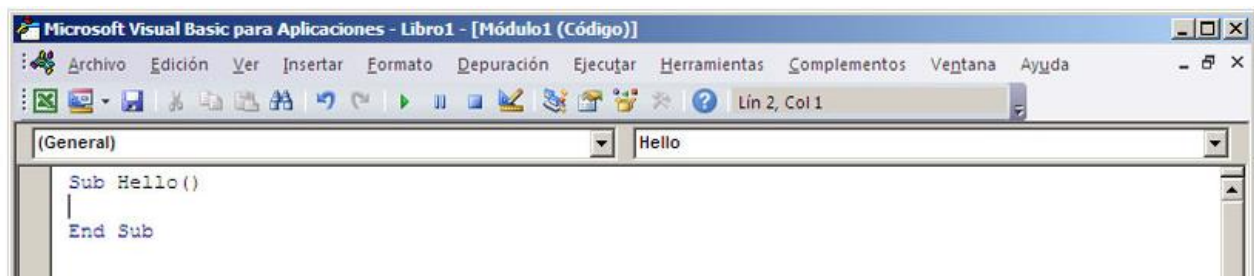 Microsoft Visual Basic para Aplicaciones - Libro1 - [Módulo1 (Código)]
Archivo Edición Ver Insertar Formato Depuración Ejecutar Herramientas Complementos Ventana Ayuda
Lín 2, Col 1
(General) Hello
Sub Hello()
End Sub